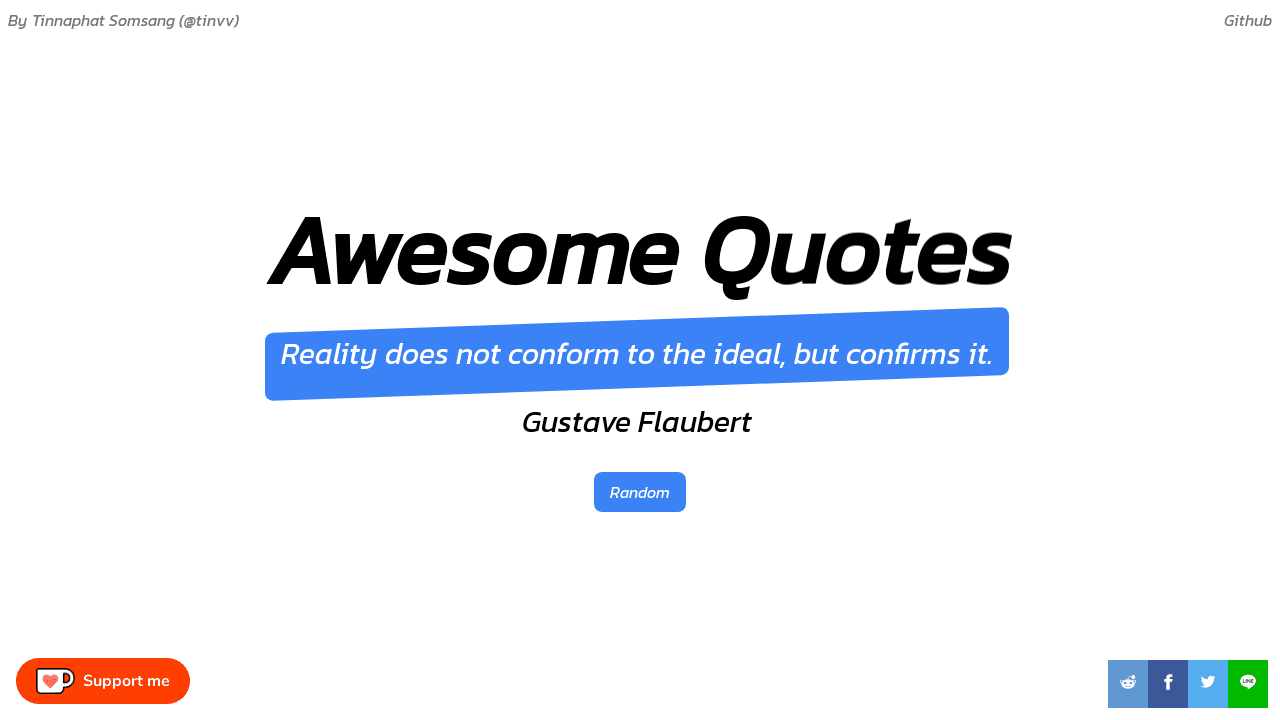 By Tinnaphat Somsang (@tinvv)
Github
Awesome Quotes
Reality does not conform to the ideal, but confirms it.
Gustave Flaubert
Random
Support me
LINE